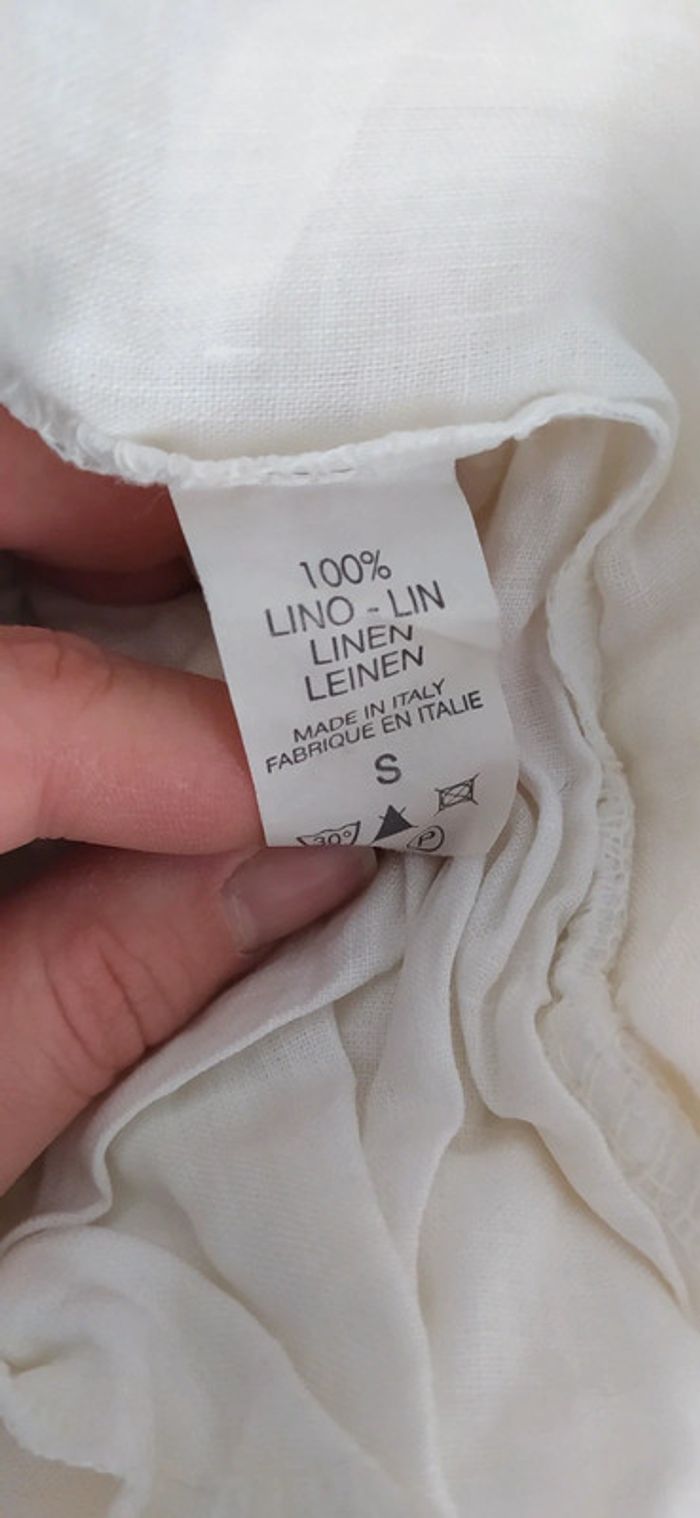 100%
LINO - LIN
LINEN
LEINEN
MADE IN ITALY
FABRIQUE EN ITALIE
S
30°
P